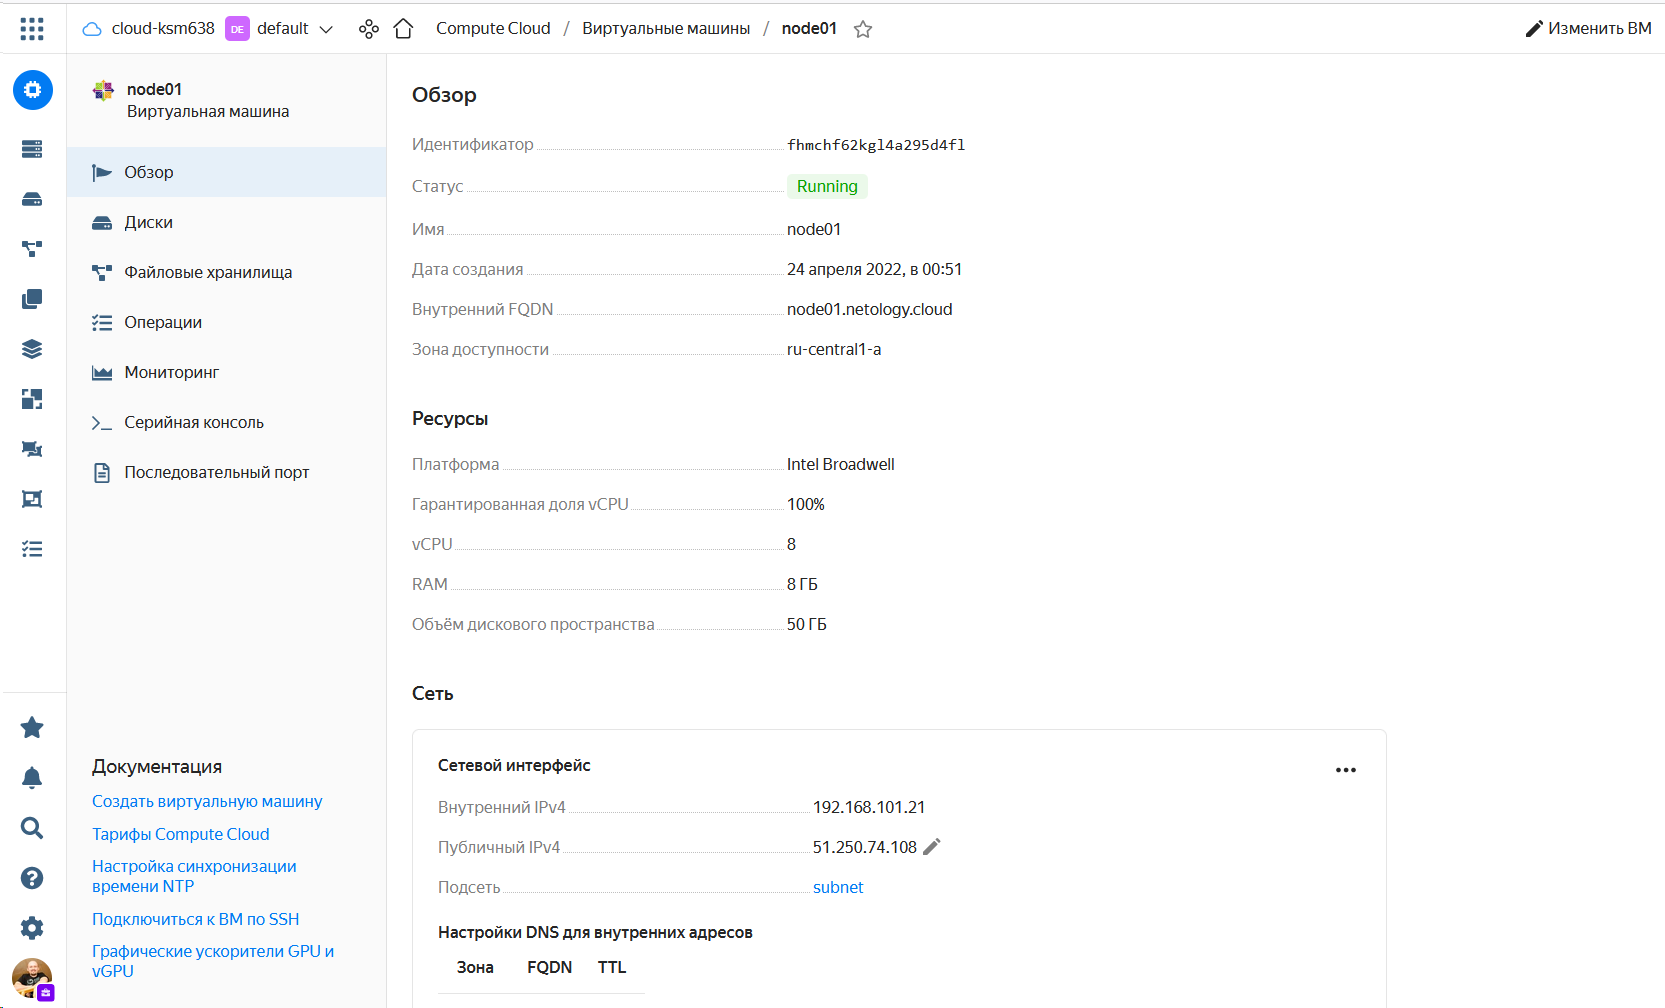 cloud-ksm638 DE default Compute Cloud / Виртуальные машины / node01 Изменить ВМ
node01
Виртуальная машина
Обзор
Диски
Файловые хранилища
Операции
Мониторинг
Серийная консоль
Последовательный порт
Документация
Создать виртуальную машину
Тарифы Compute Cloud
Настройка синхронизации
времени NTP
Подключиться к ВМ по SSH
Графические ускорители GPU и
vGPU
Обзор
Идентификатор fhmchf62kgl4a295d4fl
Статус Running
Имя node01
Дата создания 24 апреля 2022, в 00:51
Внутренний FQDN node01.netology.cloud
Зона доступности ru-central1-a
Ресурсы
Платформа Intel Broadwell
Гарантированная доля vCPU 100%
vCPU 8
RAM 8 ГБ
Объём дискового пространства 50 ГБ
Сеть
Сетевой интерфейс
Внутренний IPv4 192.168.101.21
Публичный IPv4 51.250.74.108
Подсеть subnet
Настройки DNS для внутренних адресов
Зона FQDN TTL